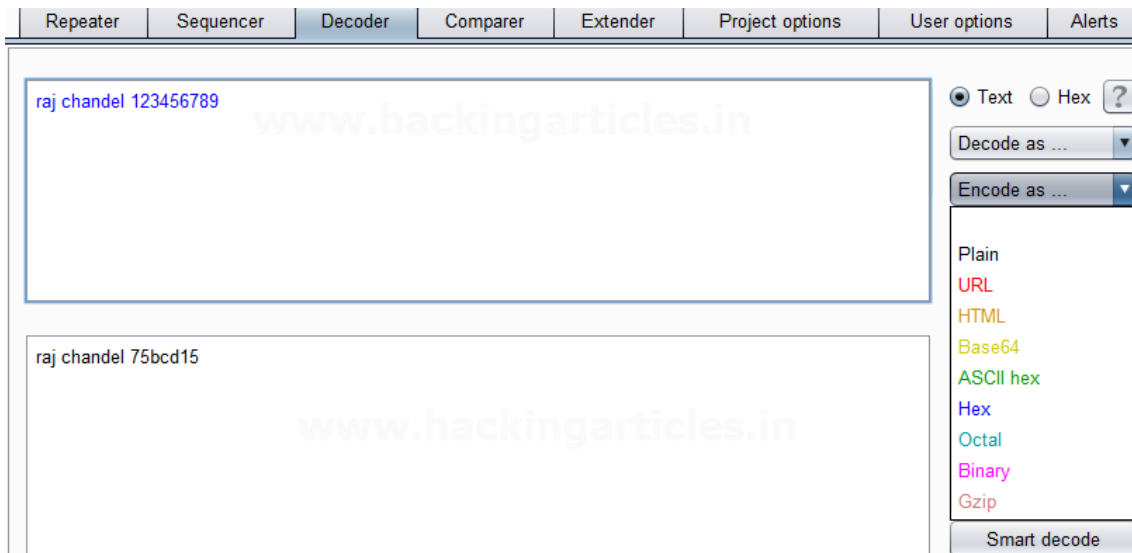 Repeater Sequencer Decoder Comparer Extender Project options User options Alerts
raj chandel 123456789
www.hackingarticles.in
Text Hex ?
Decode as ...
Encode as ...
Plain
URL
HTML
Base64
ASCII hex
Hex
Octal
Binary
Gzip
Smart decode
raj chandel 75bcd15
www.hackingarticles.in